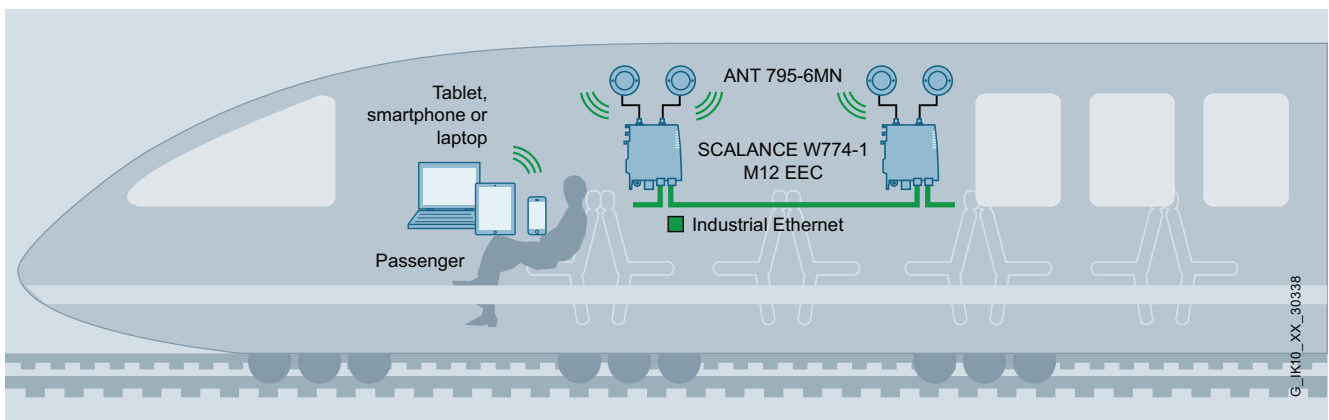 ANT 795-6MN
Tablet,
smartphone or
laptop
SCALANCE W774-1
M12 EEC
Industrial Ethernet
Passenger
G_IK10_XX_30338